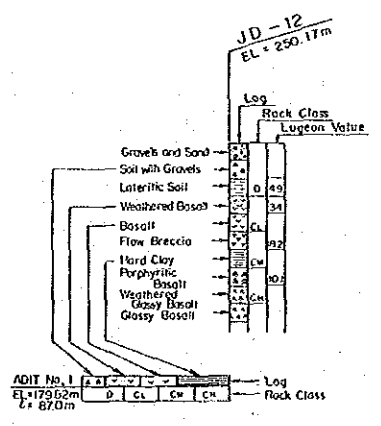 JD - 12
EL = 250.17m
Log
Rock Class
Lugeon Value
Gravels and Sand
Soil with Gravels
Lateritic Soil
D 49
Weathered Basalt
34
Basalt
CL
Flow Breccia
Hard Clay
CM
Porphyritic
Basalt
Weathered
Glassy Basalt
CH
Glassy Basalt
ADIT No. 1
Log
EL=179.62m
D CL CM CH
Rock Class
ℓ= 87.0m